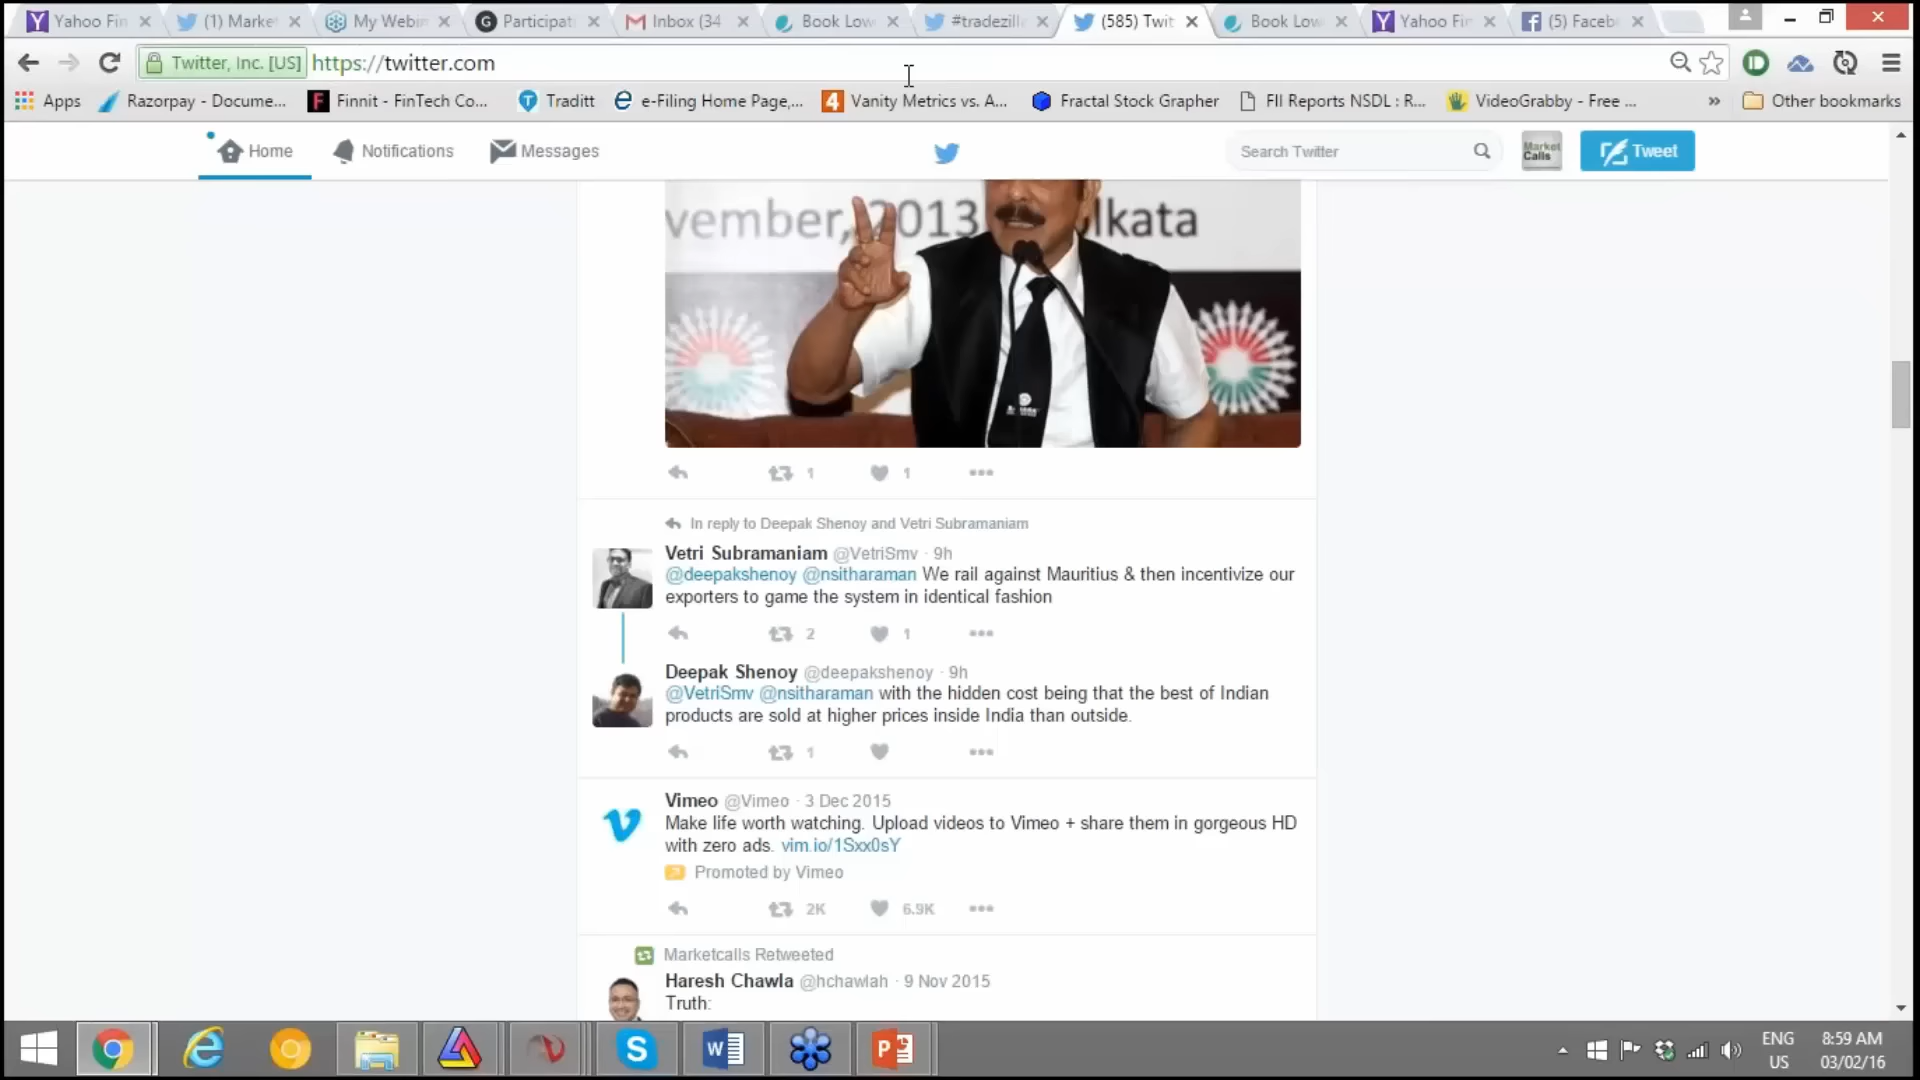 Yahoo Fin
(1) Marke
My Webin
Participat
Inbox (34
Book Low
#tradezill
(585) Twit
Book Low
Yahoo Fin
(5) Faceb
Twitter, Inc. [US]
https://twitter.com
Apps
Razorpay - Docume...
Finnit - FinTech Co...
Traditt
e-Filing Home Page,...
Vanity Metrics vs. A...
Fractal Stock Grapher
FII Reports NSDL : R...
VideoGrabby - Free ...
Other bookmarks
Home
Notifications
Messages
Search Twitter
Market
Calls
Tweet
vember, 2013 lkata
1
1
In reply to Deepak Shenoy and Vetri Subramaniam
Vetri Subramaniam @VetriSmv · 9h
@deepakshenoy @nsitharaman We rail against Mauritius & then incentivize our
exporters to game the system in identical fashion
2
1
Deepak Shenoy @deepakshenoy · 9h
@VetriSmv @nsitharaman with the hidden cost being that the best of Indian
products are sold at higher prices inside India than outside.
1
Vimeo @Vimeo · 3 Dec 2015
Make life worth watching. Upload videos to Vimeo + share them in gorgeous HD
with zero ads. vim.io/1Sxx0sY
Promoted by Vimeo
2K
6.9K
Marketcalls Retweeted
Haresh Chawla @hchawlah · 9 Nov 2015
Truth:
ENG
US
8:59 AM
03/02/16